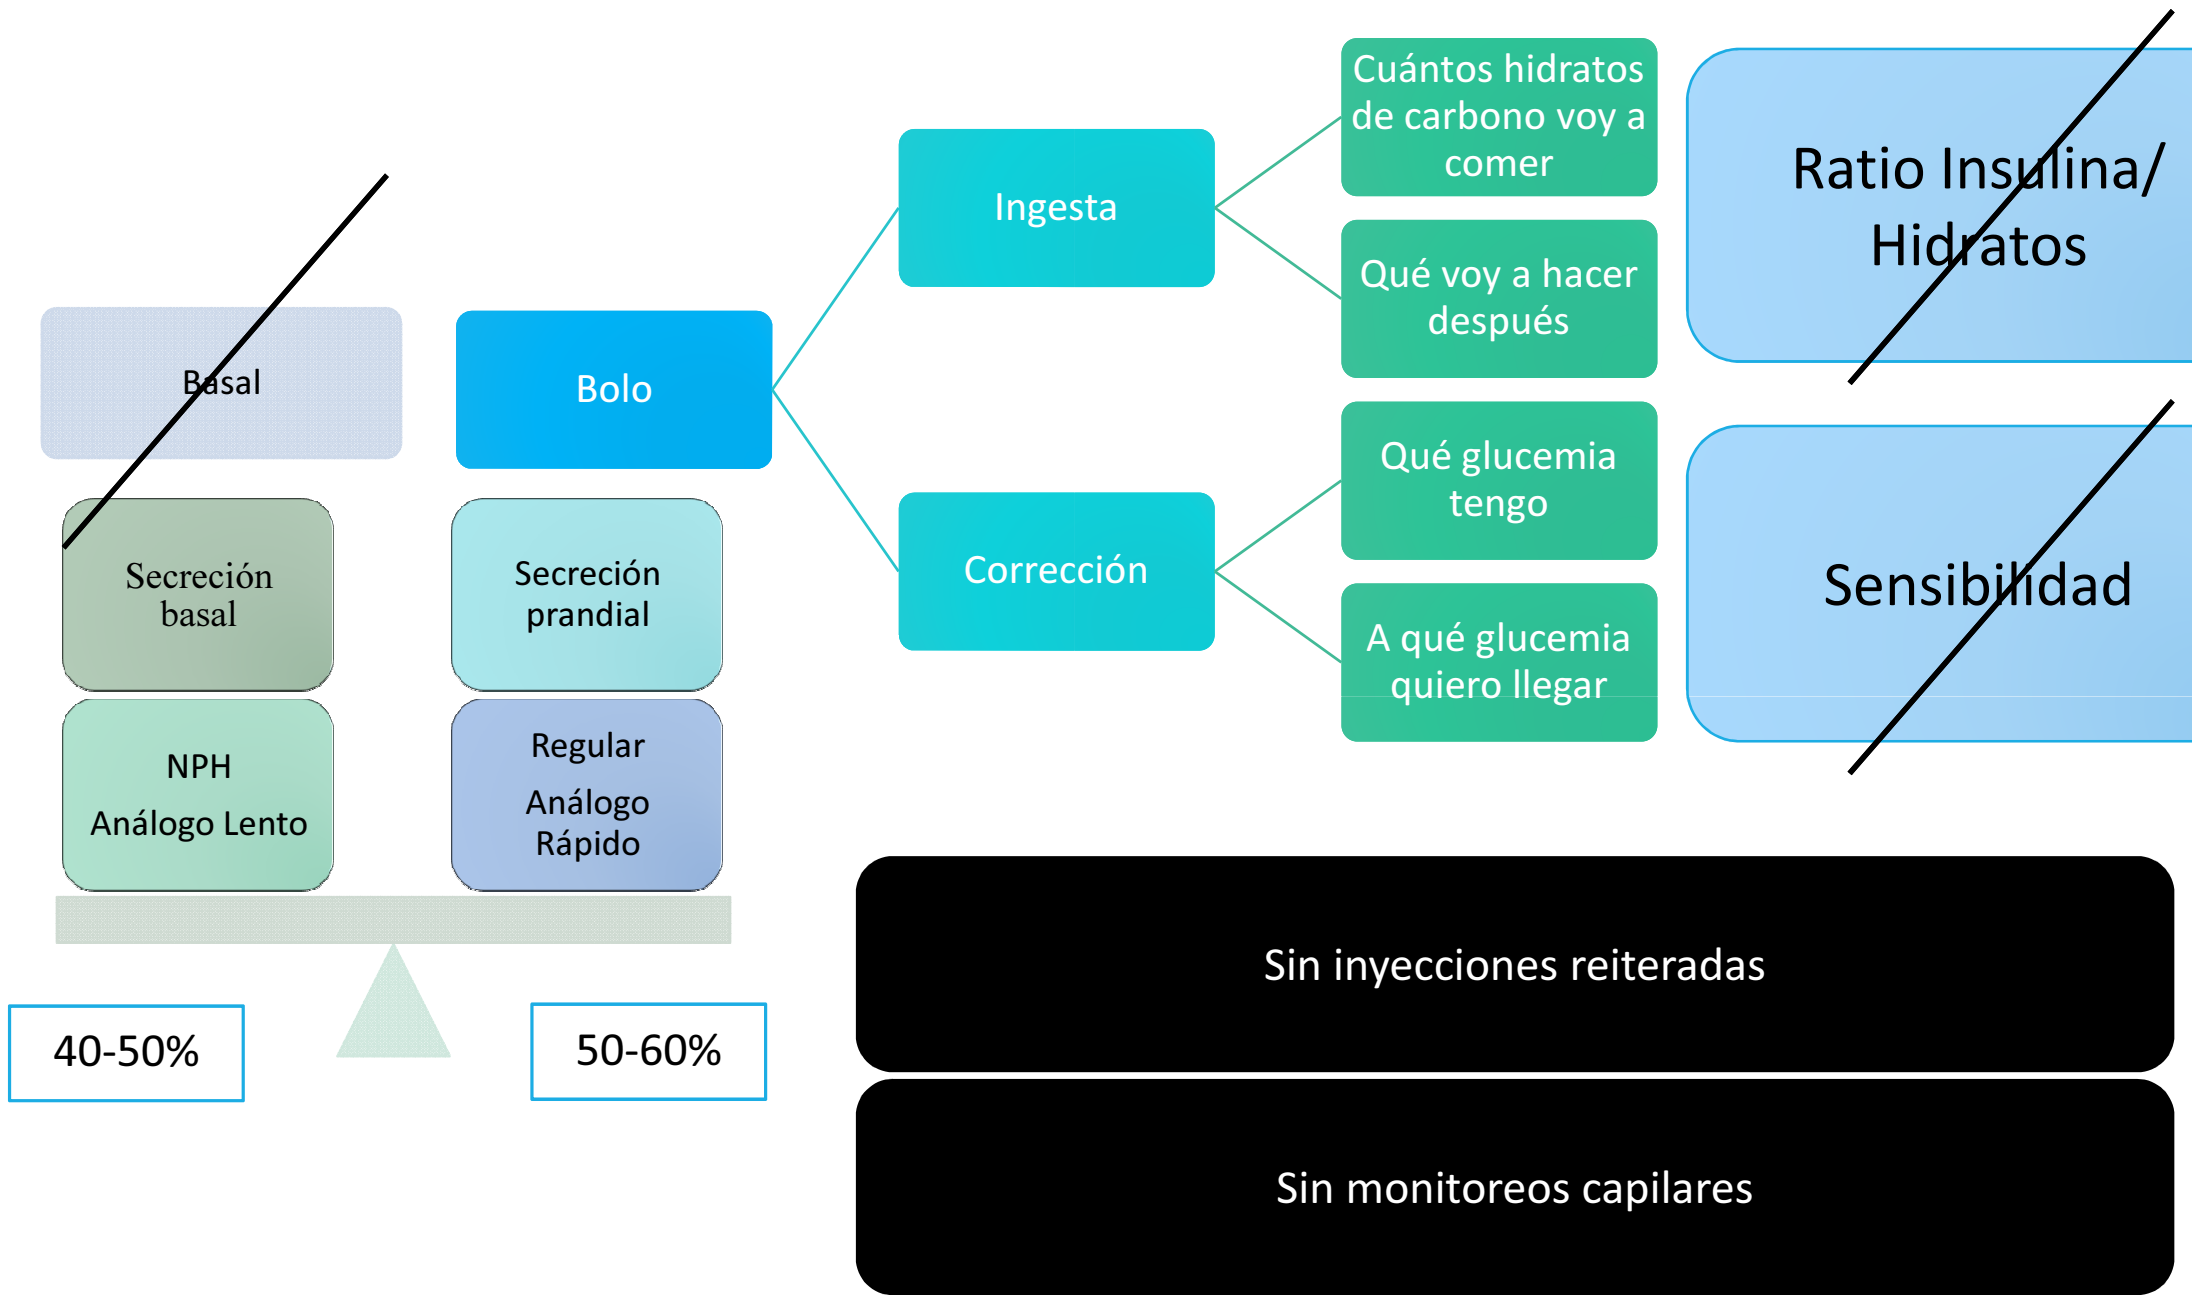 Basal
Secreción
basal
NPH
Análogo Lento
40-50%
Bolo
Secreción
prandial
Regular
Análogo
Rápido
50-60%
Ingesta
Corrección
Cuántos hidratos
de carbono voy a
comer
Qué voy a hacer
después
Qué glucemia
tengo
A qué glucemia
quiero llegar
Ratio Insulina/
Hidratos
Sensibilidad
Sin inyecciones reiteradas
Sin monitoreos capilares